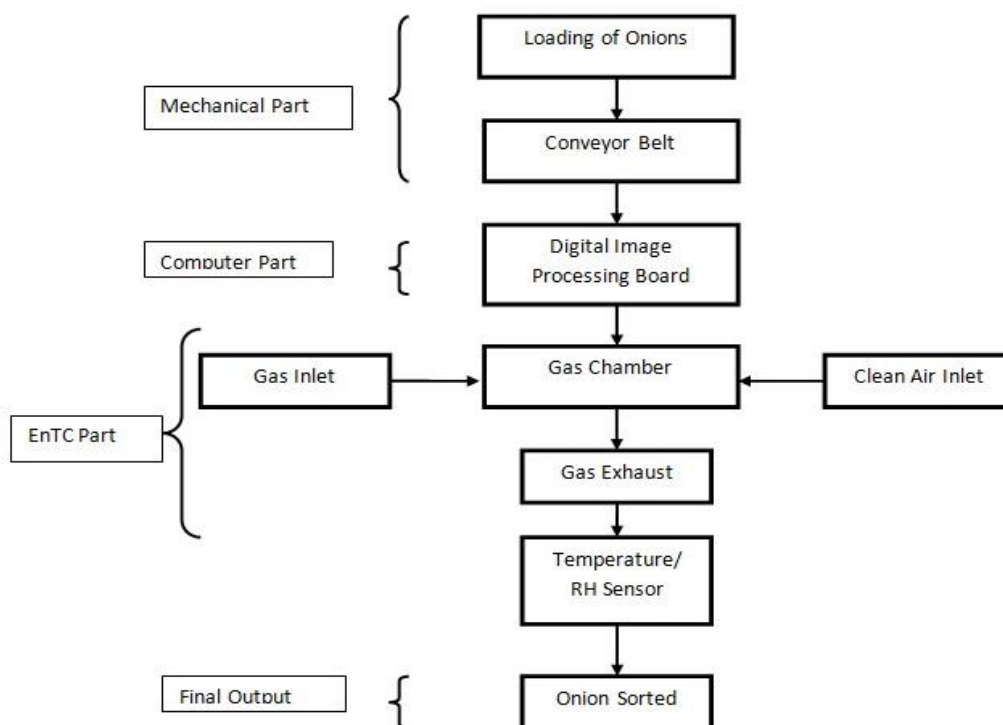 Loading of Onions
Mechanical Part
Conveyor Belt
Digital Image
Processing Board
Computer Part
Gas Inlet
Gas Chamber
Clean Air Inlet
EnTC Part
Gas Exhaust
Temperature/
RH Sensor
Final Output
Onion Sorted